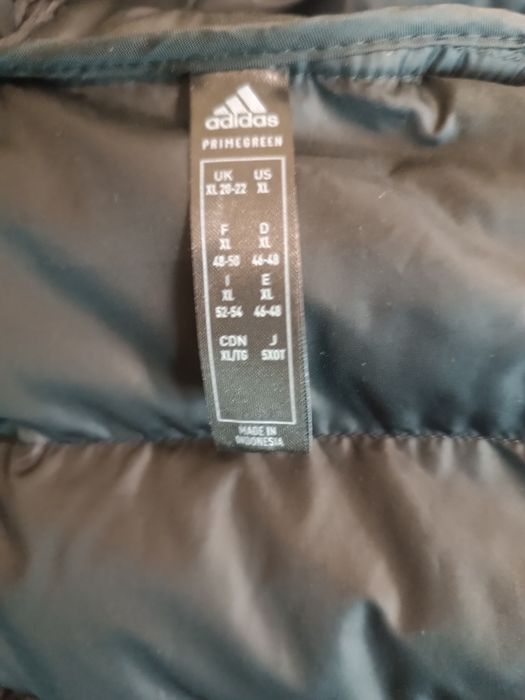 adidas
PRIMEGREEN
UK US
XL 20-22 XL
F D
XL XL
48-50 46-48
I E
XL XL
52-54 46-48
CDN J
XL/TG 5XOT
MADE IN
INDONESIA